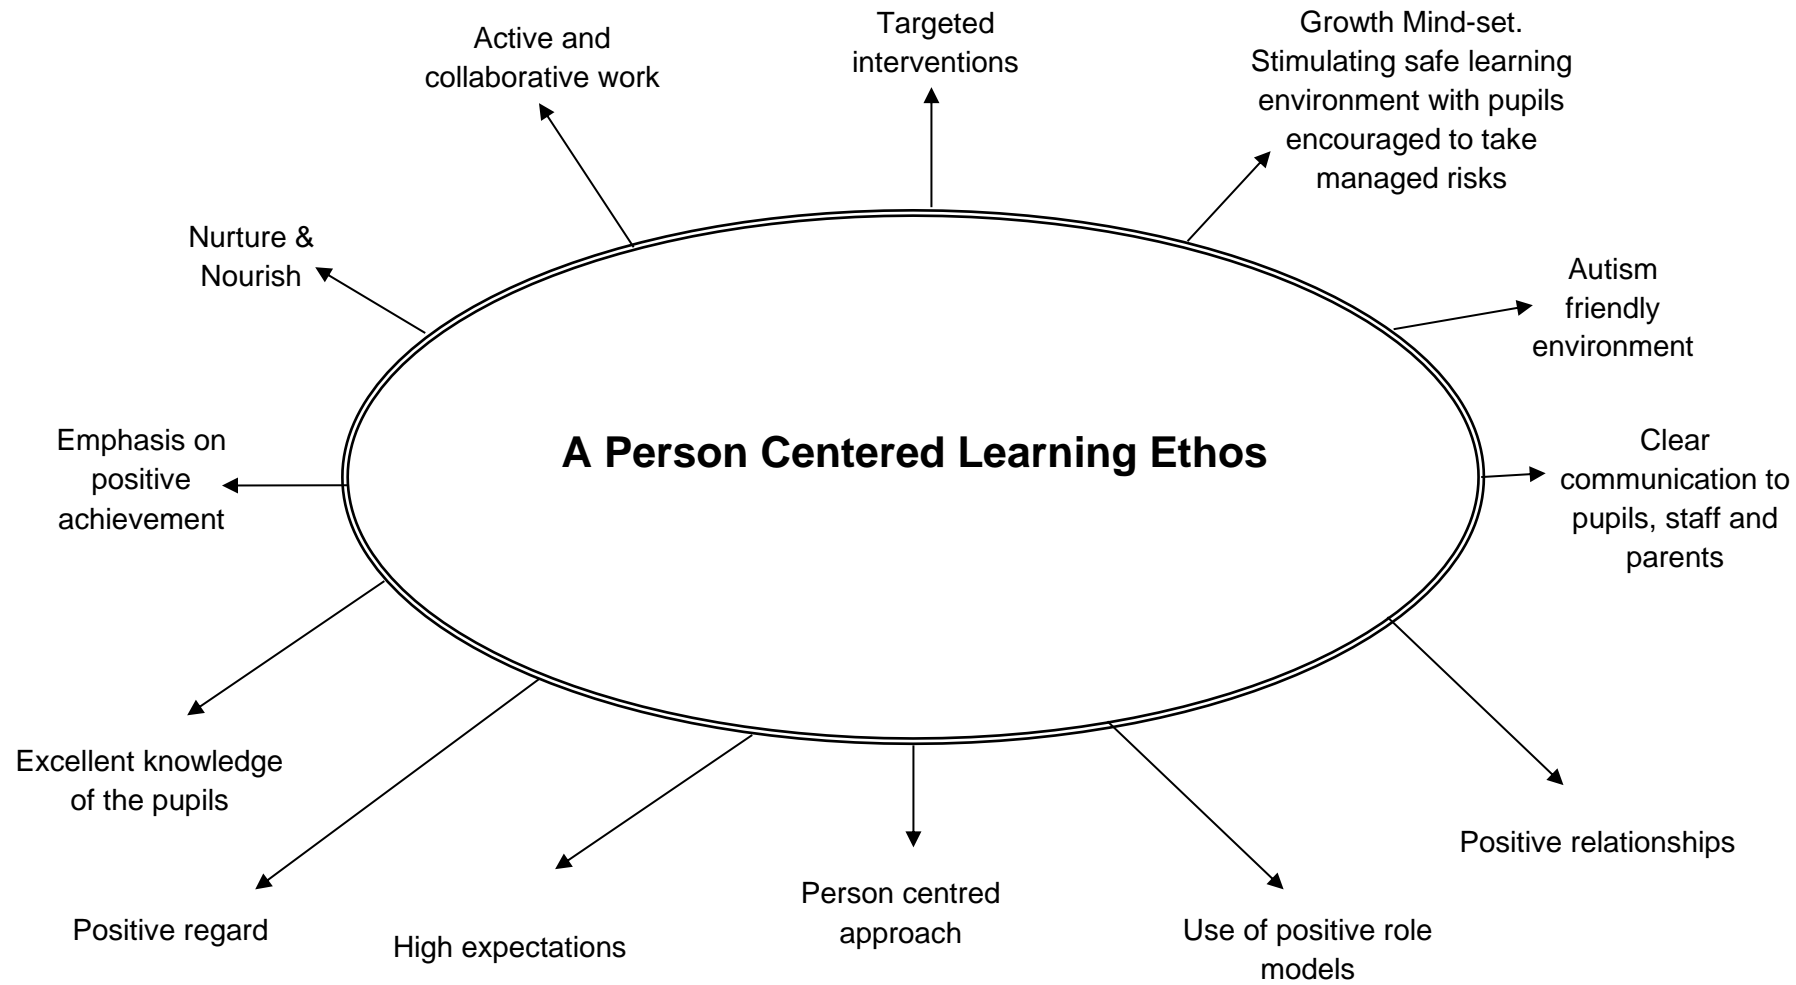 Active and
collaborative work
Targeted
interventions
Growth Mind-set.
Stimulating safe learning
environment with pupils
encouraged to take
managed risks
Nurture &
Nourish
Autism
friendly
environment
Emphasis on
positive
achievement
A Person Centered Learning Ethos
Clear
communication to
pupils, staff and
parents
Excellent knowledge
of the pupils
Positive relationships
Positive regard
High expectations
Person centred
approach
Use of positive role
models